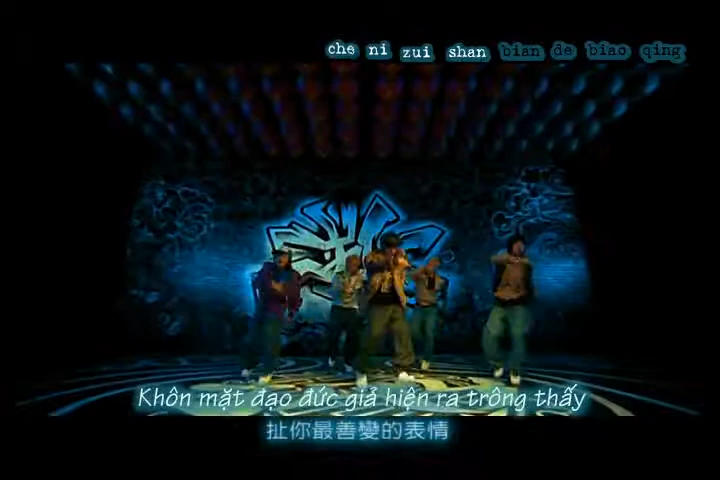 che ni zui shan bian de biao qing
Khôn mặt đạo đức giả hiện ra trông thấy
扯你最善變的表情